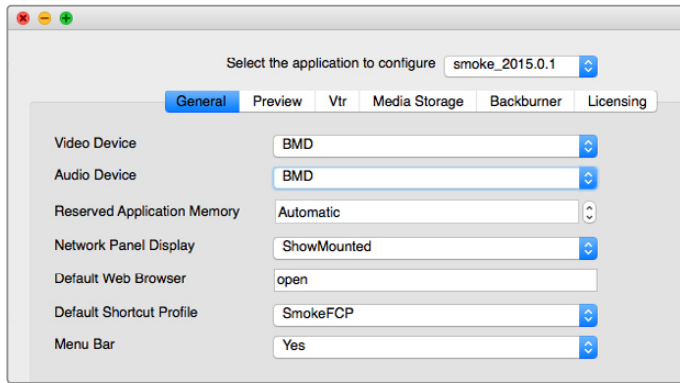 Select the application to configure smoke_2015.0.1
General Preview Vtr Media Storage Backburner Licensing
Video Device BMD
Audio Device BMD
Reserved Application Memory Automatic
Network Panel Display ShowMounted
Default Web Browser open
Default Shortcut Profile SmokeFCP
Menu Bar Yes